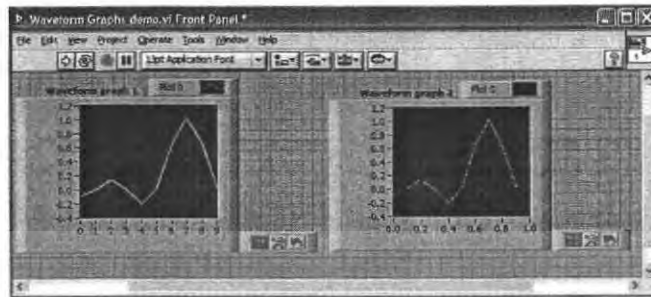 Waveform Graphs demo.vi Front Panel *
File Edit View Project Operate Tools Window Help
13pt Application Font
1
Waveform graph 1 Plot 0
1.2
1.0
0.8
0.6
0.4
0.2
0.0
-0.2
-0.4
0 1 2 3 4 5 6 7 8 9
Waveform graph 2 Plot 0
1.2
1.0
0.8
0.6
0.4
0.2
0.0
-0.2
-0.4
0.0 0.2 0.4 0.6 0.8 1.0